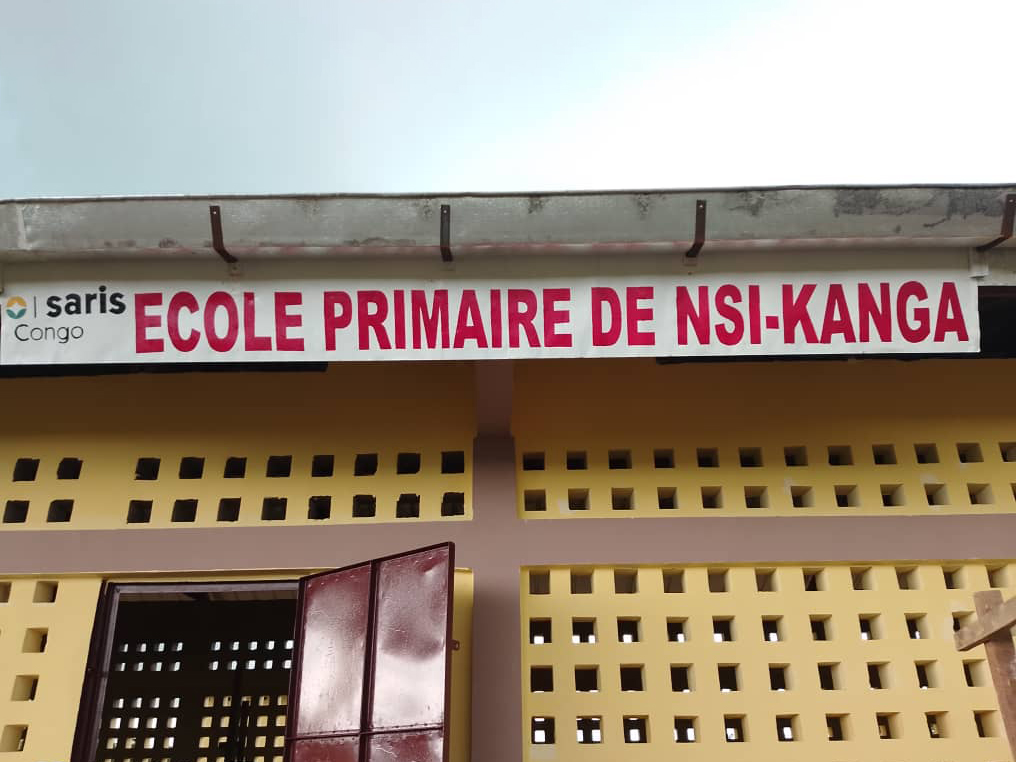 saris
Congo
ECOLE PRIMAIRE DE NSI-KANGA